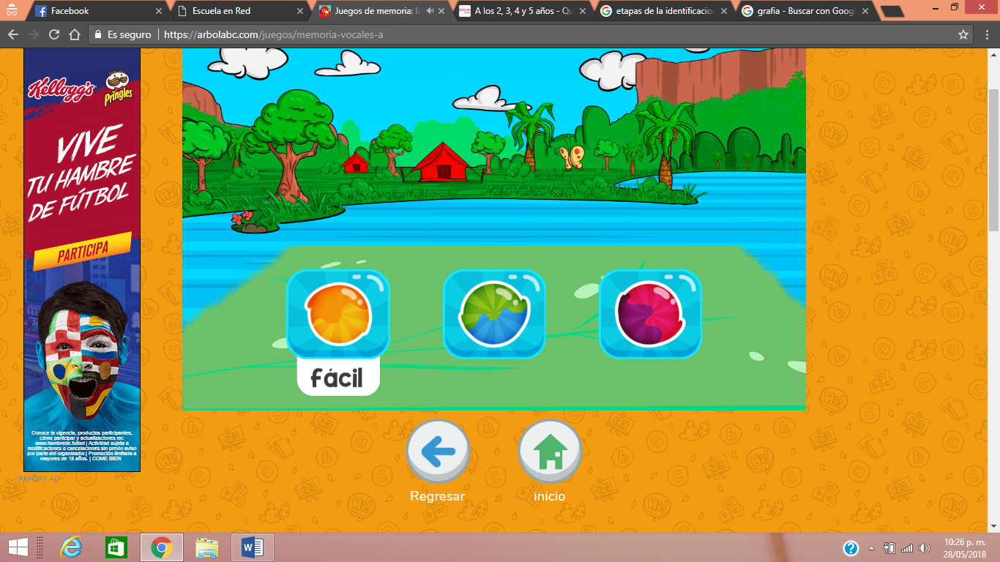 Facebook
Escuela en Red
Juegos de memoria: la
A los 2, 3, 4 y 5 años - Qu
etapas de la identificacion
grafia - Buscar con Googl
Es seguro
https://arbolabc.com/juegos/memoria-vocales-a
Kellogg's
Pringles
VIVE
TU HAMBRE
DE FÚTBOL
PARTICIPA
Conoce la vigencia, productos participantes,
cómo participar y actualizaciones en:
www.hambrede.futbol | Actividad sujeta a
modificaciones o cancelaciones sin previo aviso
por parte del organizador.| Promoción limitada a
mayores de 18 años. | COME BIEN
REPORT AD
fácil
Regresar
inicio
10:26 p. m.
28/05/2018